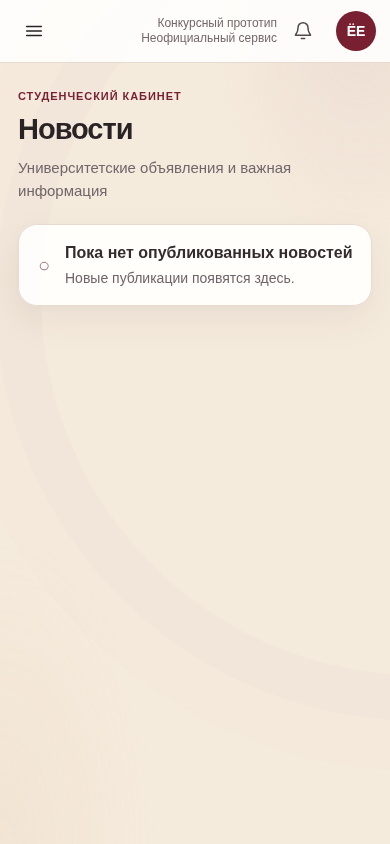 Конкурсный прототип
Неофициальный сервис
ЁЕ
СТУДЕНЧЕСКИЙ КАБИНЕТ
Новости
Университетские объявления и важная
информация
Пока нет опубликованных новостей
Новые публикации появятся здесь.